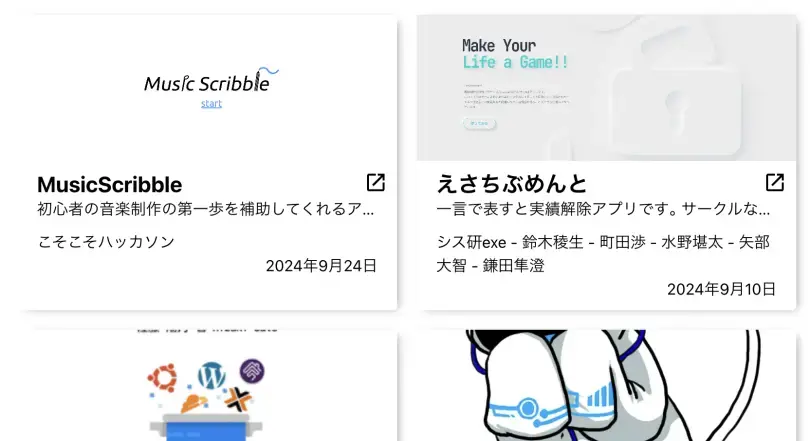 Music Scribble
start
MusicScribble
初心者の音楽制作の第一歩を補助してくれるア...
こそこそハッカソン
2024年9月24日
Make Your
Life a Game!!
えさちぶめんと
一言で表すと実績解除アプリです。サークルな...
シス研exe - 鈴木稜生 - 町田渉 - 水野堪太 - 矢部
大智 - 鎌田隼澄
2024年9月10日